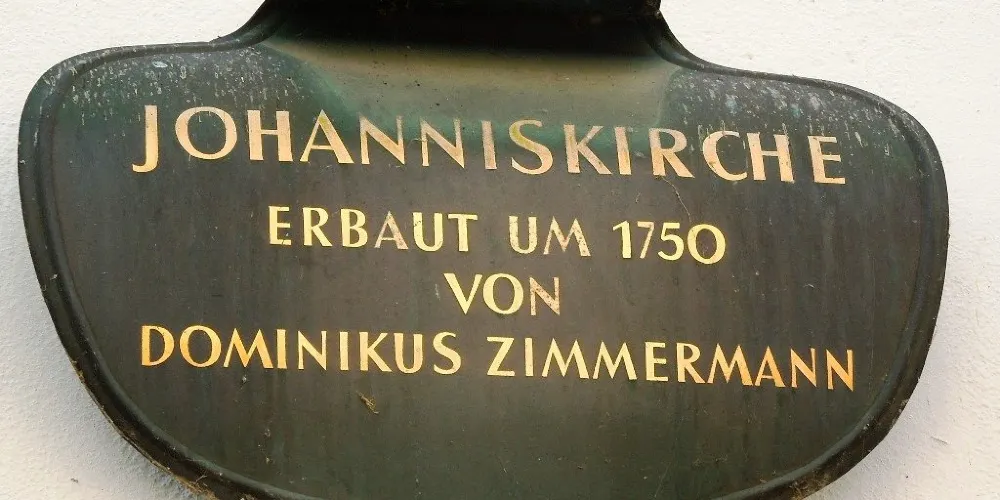 JOHANNISKIRCHE
ERBAUT UM 1750
VON
DOMINIKUS ZIMMERMANN